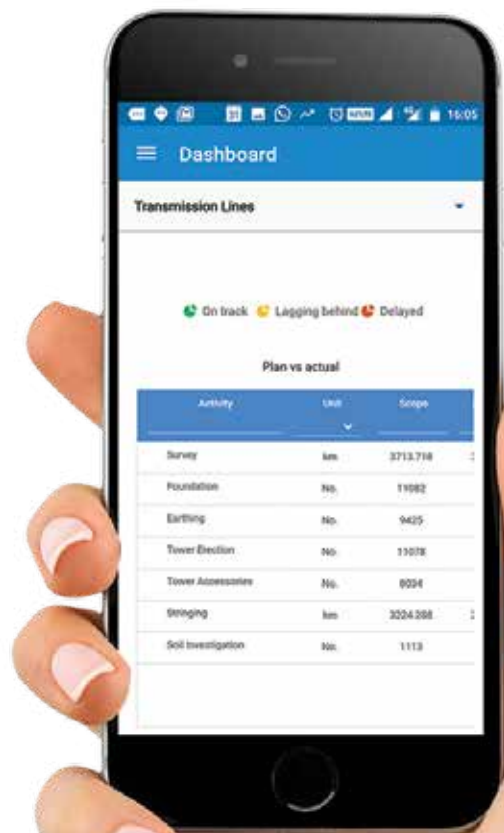 16:05
Dashboard
Transmission Lines
On track Lagging behind Delayed
Plan vs actual
Activity Unit Scope
Survey km 3713.718
Foundation No. 11082
Earthing No. 9425
Tower Erection No. 11078
Tower Accessories No. 8034
Stringing km 3224.288
Soil Investigation No. 1113